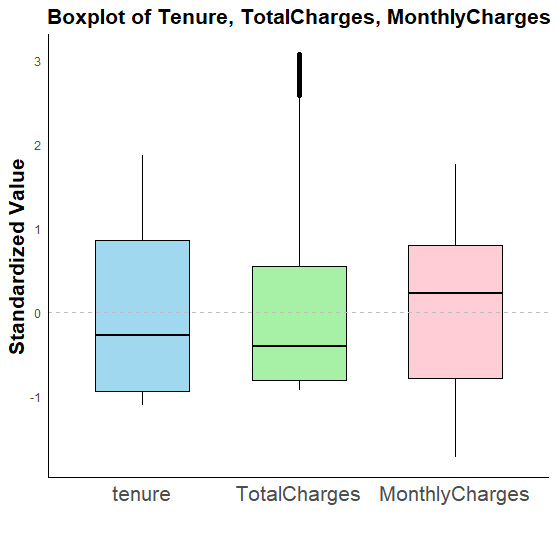 Boxplot of Tenure, TotalCharges, MonthlyCharges
Standardized Value
3
2
1
0
-1
tenure
TotalCharges
MonthlyCharges